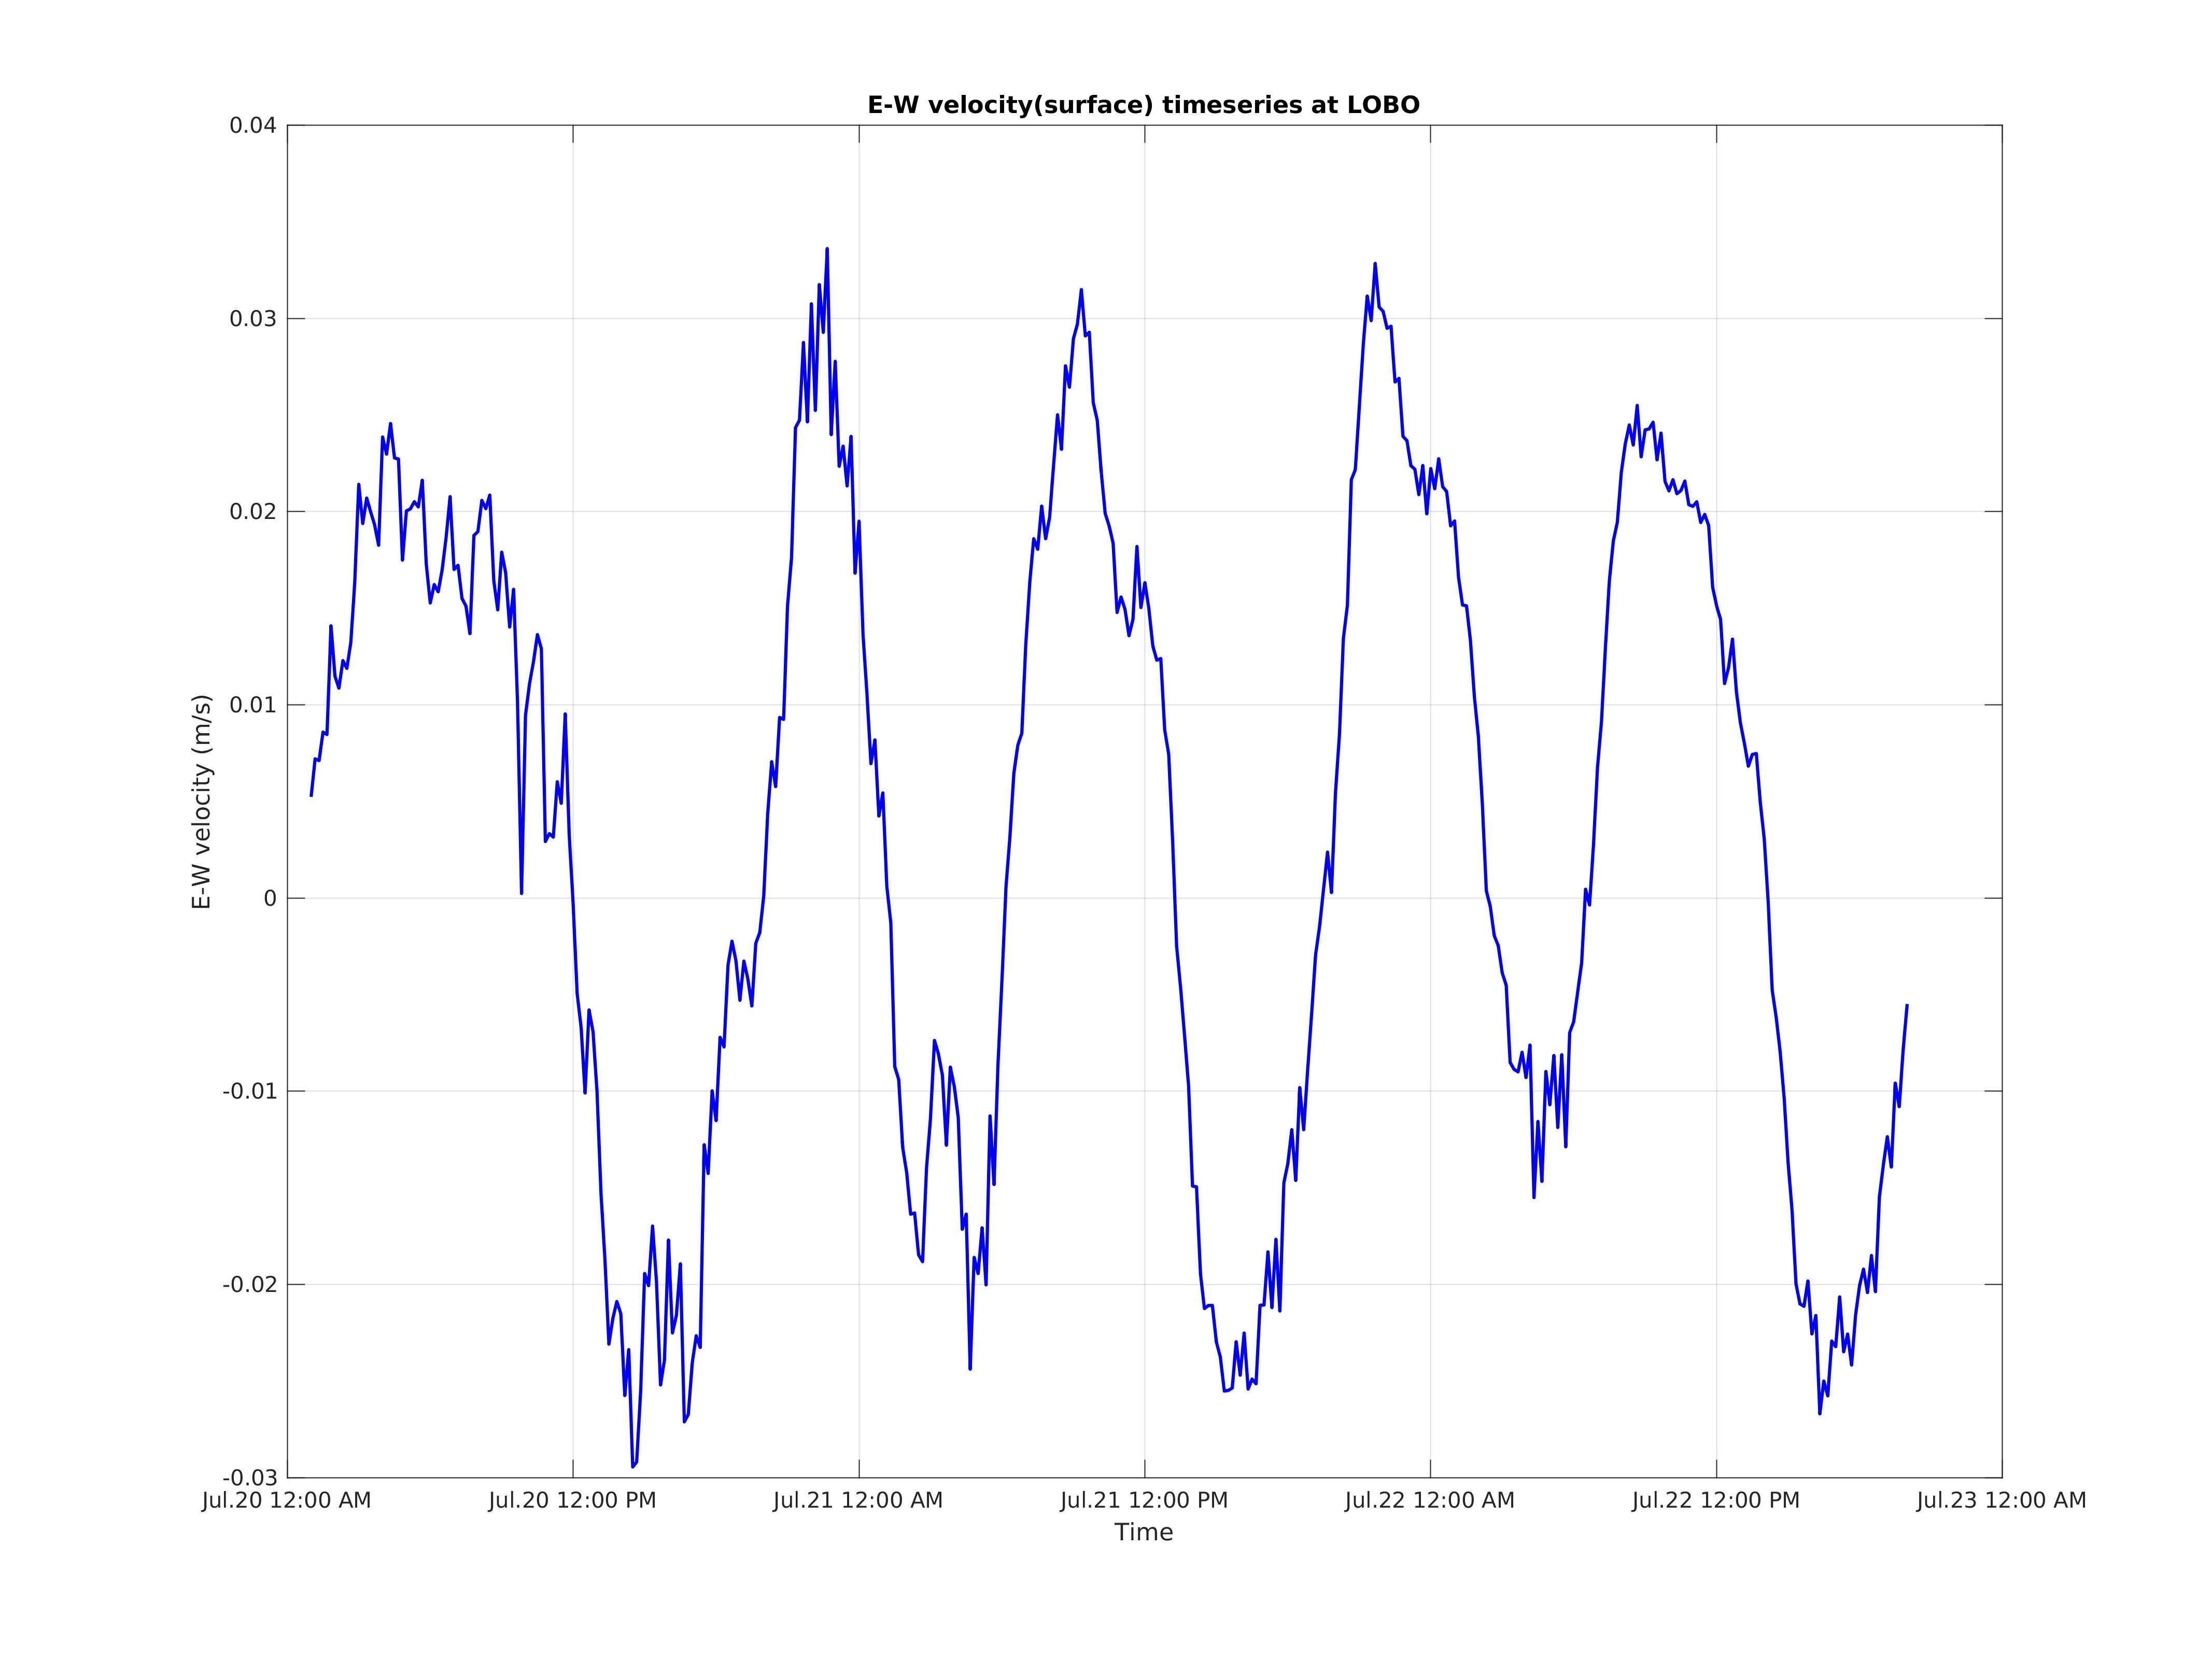 E-W velocity(surface) timeseries at LOBO
0.04
0.03
0.02
0.01
0
-0.01
-0.02
-0.03
E-W velocity (m/s)
Jul.20 12:00 AM Jul.20 12:00 PM Jul.21 12:00 AM Jul.21 12:00 PM Jul.22 12:00 AM Jul.22 12:00 PM Jul.23 12:00 AM
Time